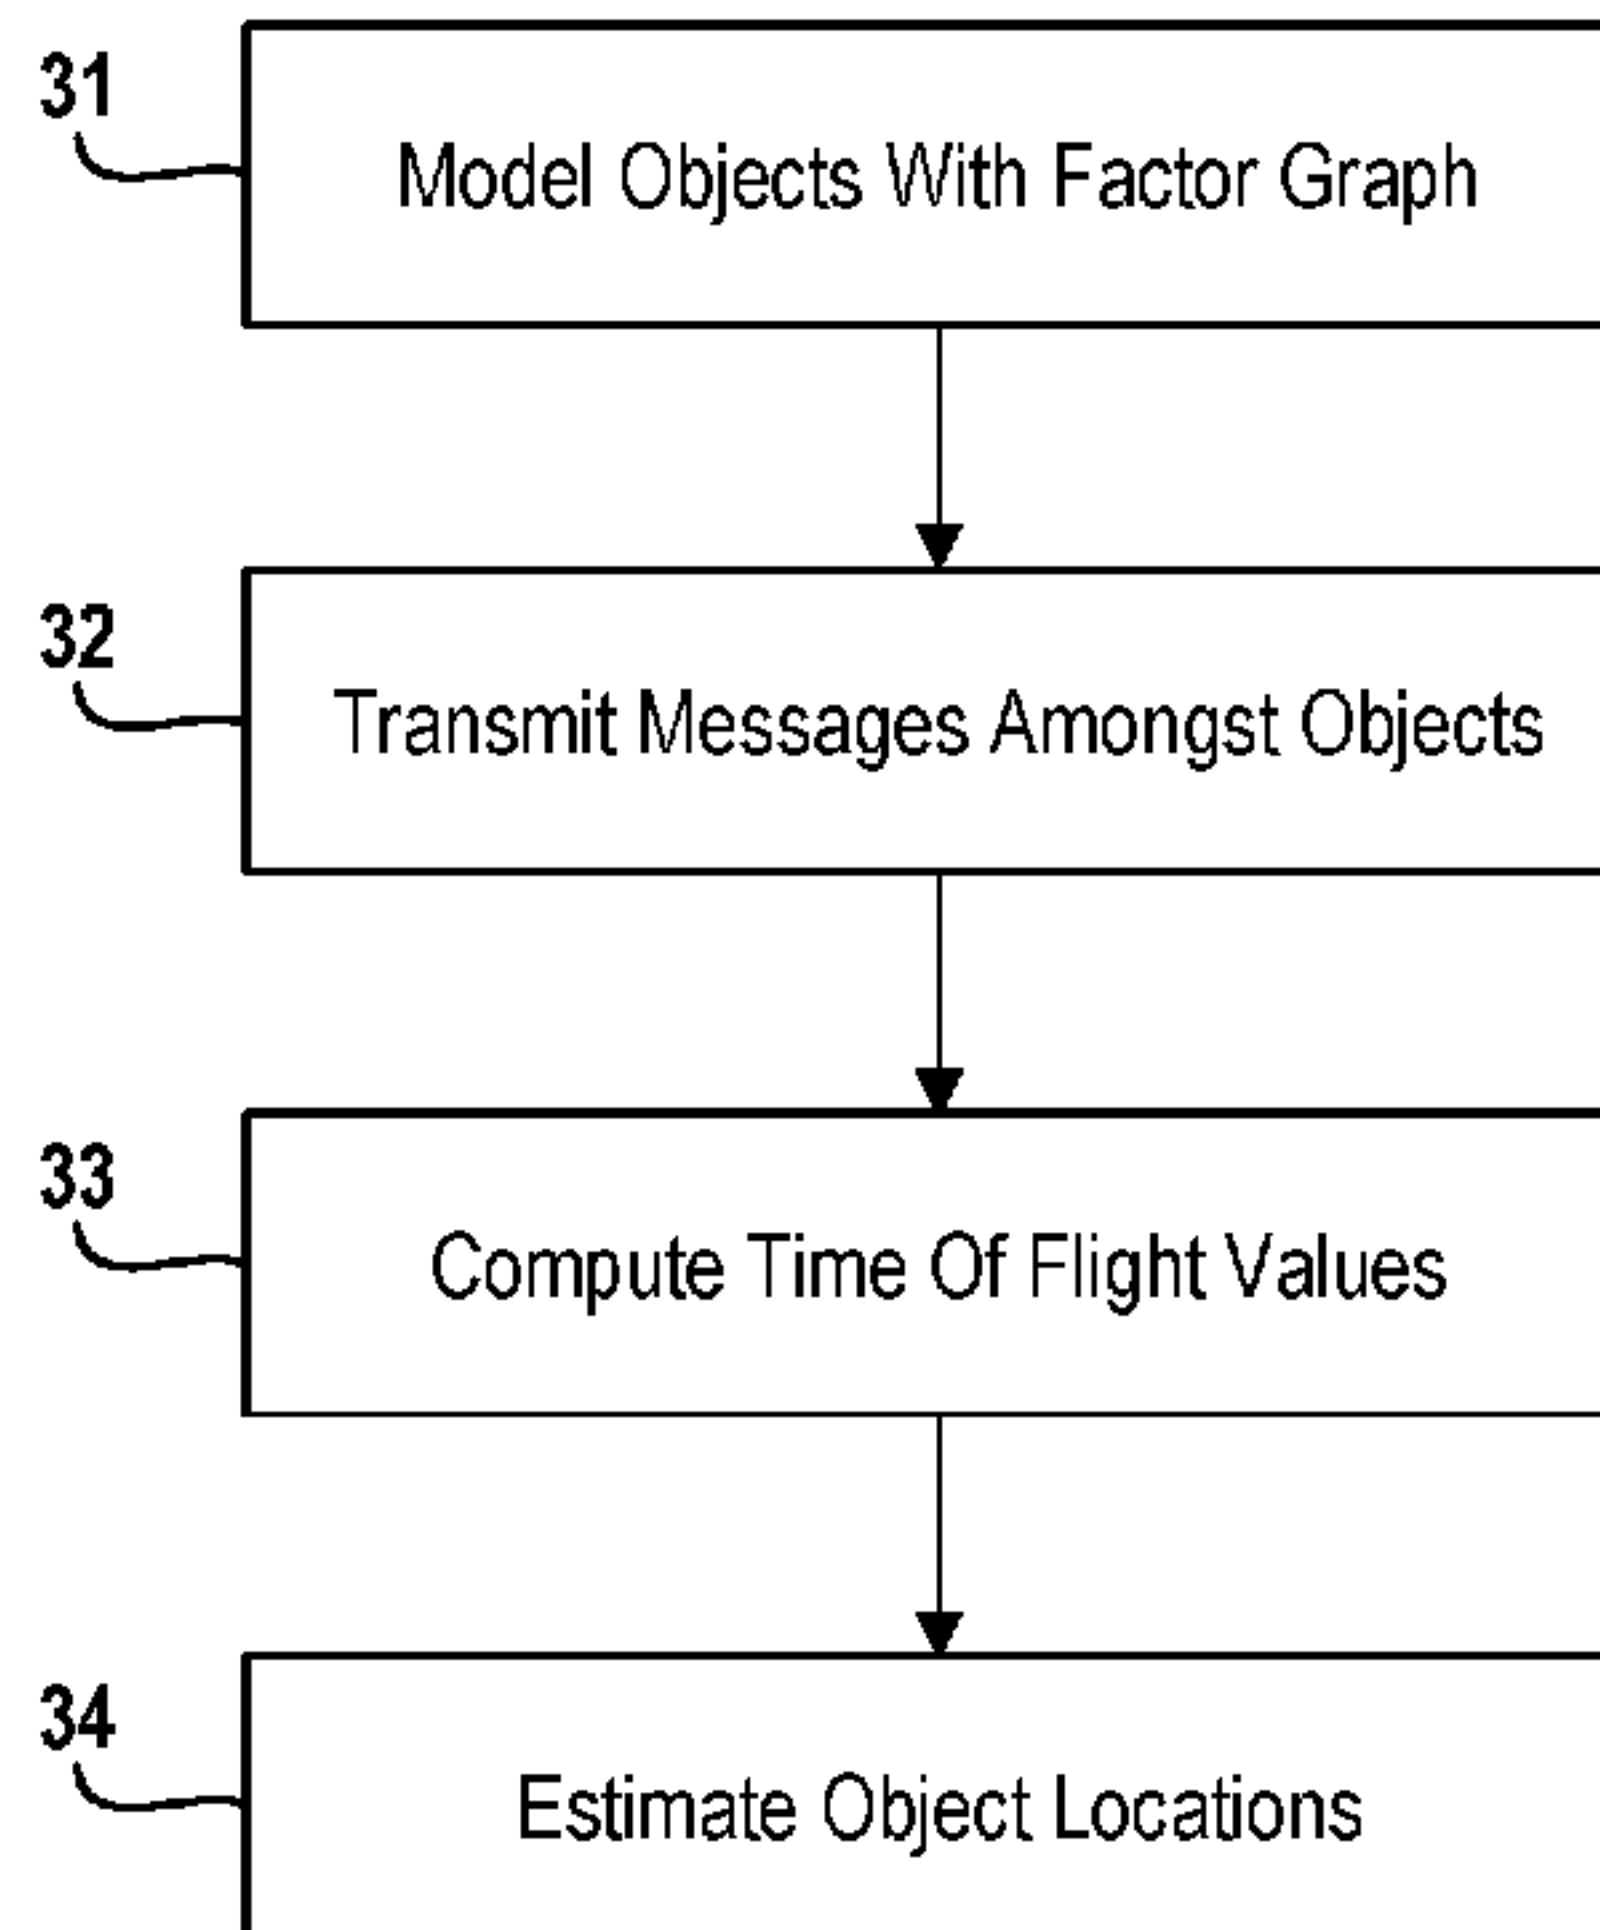 31
Model Objects With Factor Graph
32
Transmit Messages Amongst Objects
33
Compute Time Of Flight Values
34
Estimate Object Locations